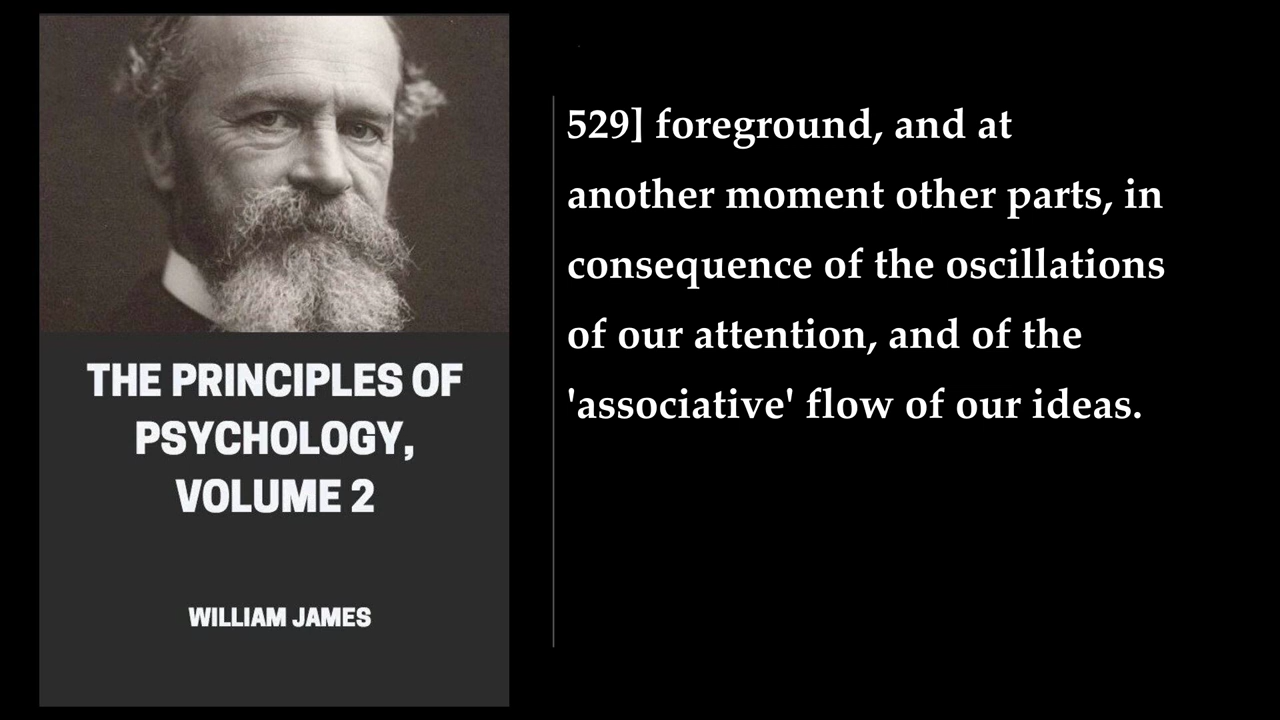 THE PRINCIPLES OF
PSYCHOLOGY,
VOLUME 2
WILLIAM JAMES
529] foreground, and at
another moment other parts, in
consequence of the oscillations
of our attention, and of the
'associative' flow of our ideas.